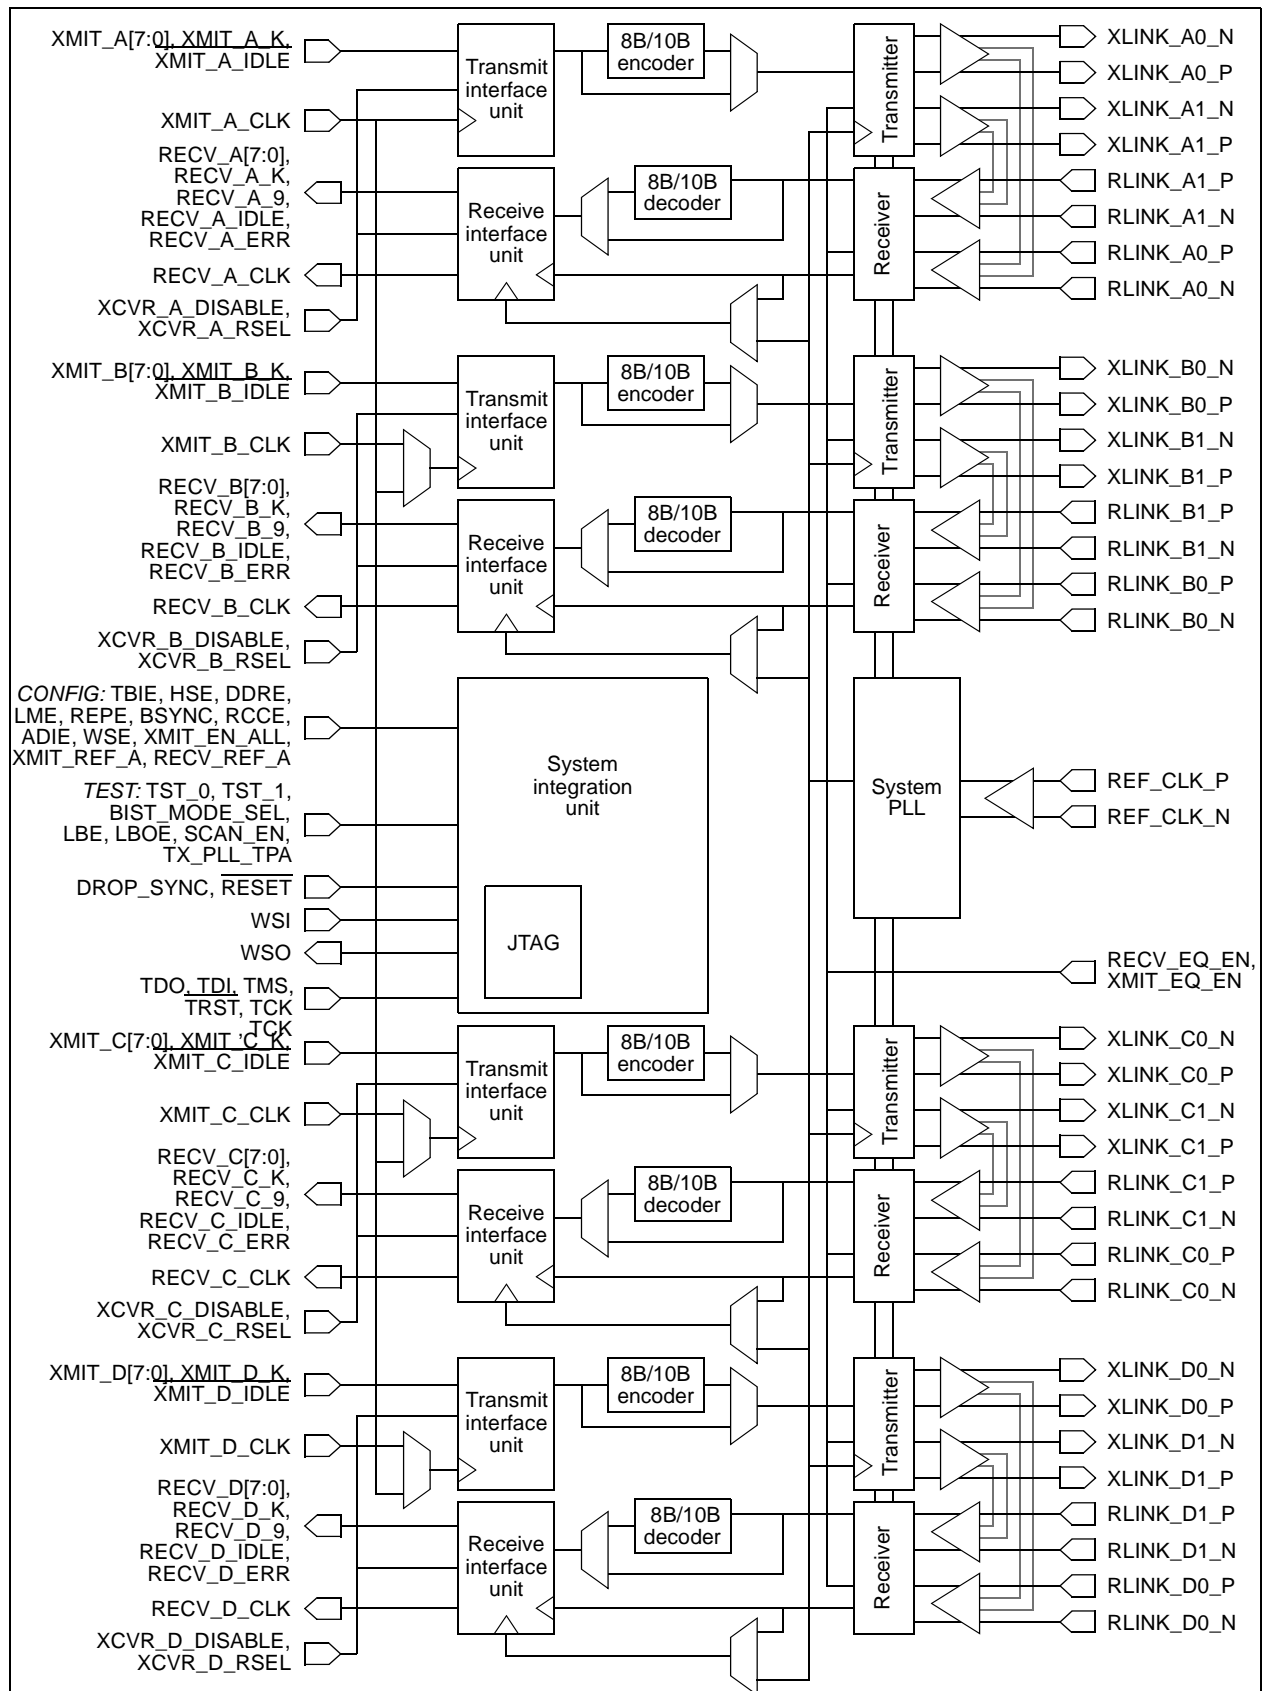 XMIT_A[7:0], XMIT_A_K,
XMIT_A_IDLE
XMIT_A_CLK
RECV_A[7:0],
RECV_A_K,
RECV_A_9,
RECV_A_IDLE,
RECV_A_ERR
RECV_A_CLK
XCVR_A_DISABLE,
XCVR_A_RSEL
Transmit
interface
unit
8B/10B
encoder
Receive
interface
unit
8B/10B
decoder
Transmitter
Receiver
XLINK_A0_N
XLINK_A0_P
XLINK_A1_N
XLINK_A1_P
RLINK_A1_P
RLINK_A1_N
RLINK_A0_P
RLINK_A0_N
XMIT_B[7:0], XMIT_B_K,
XMIT_B_IDLE
XMIT_B_CLK
RECV_B[7:0],
RECV_B_K,
RECV_B_9,
RECV_B_IDLE,
RECV_B_ERR
RECV_B_CLK
XCVR_B_DISABLE,
XCVR_B_RSEL
Transmit
interface
unit
8B/10B
encoder
Receive
interface
unit
8B/10B
decoder
Transmitter
Receiver
XLINK_B0_N
XLINK_B0_P
XLINK_B1_N
XLINK_B1_P
RLINK_B1_P
RLINK_B1_N
RLINK_B0_P
RLINK_B0_N
CONFIG: TBIE, HSE, DDRE,
LME, REPE, BSYNC, RCCE,
ADIE, WSE, XMIT_EN_ALL,
XMIT_REF_A, RECV_REF_A
TEST: TST_0, TST_1,
BIST_MODE_SEL,
LBE, LBOE, SCAN_EN,
TX_PLL_TPA
DROP_SYNC, RESET
WSI
WSO
TDO, TDI, TMS,
TRST, TCK
TCK
System
integration
unit
JTAG
System
PLL
REF_CLK_P
REF_CLK_N
RECV_EQ_EN,
XMIT_EQ_EN
XMIT_C[7:0], XMIT_'C_K,
XMIT_C_IDLE
XMIT_C_CLK
RECV_C[7:0],
RECV_C_K,
RECV_C_9,
RECV_C_IDLE,
RECV_C_ERR
RECV_C_CLK
XCVR_C_DISABLE,
XCVR_C_RSEL
Transmit
interface
unit
8B/10B
encoder
Receive
interface
unit
8B/10B
decoder
Transmitter
Receiver
XLINK_C0_N
XLINK_C0_P
XLINK_C1_N
XLINK_C1_P
RLINK_C1_P
RLINK_C1_N
RLINK_C0_P
RLINK_C0_N
XMIT_D[7:0], XMIT_D_K,
XMIT_D_IDLE
XMIT_D_CLK
RECV_D[7:0],
RECV_D_K,
RECV_D_9,
RECV_D_IDLE,
RECV_D_ERR
RECV_D_CLK
XCVR_D_DISABLE,
XCVR_D_RSEL
Transmit
interface
unit
8B/10B
encoder
Receive
interface
unit
8B/10B
decoder
Transmitter
Receiver
XLINK_D0_N
XLINK_D0_P
XLINK_D1_N
XLINK_D1_P
RLINK_D1_P
RLINK_D1_N
RLINK_D0_P
RLINK_D0_N